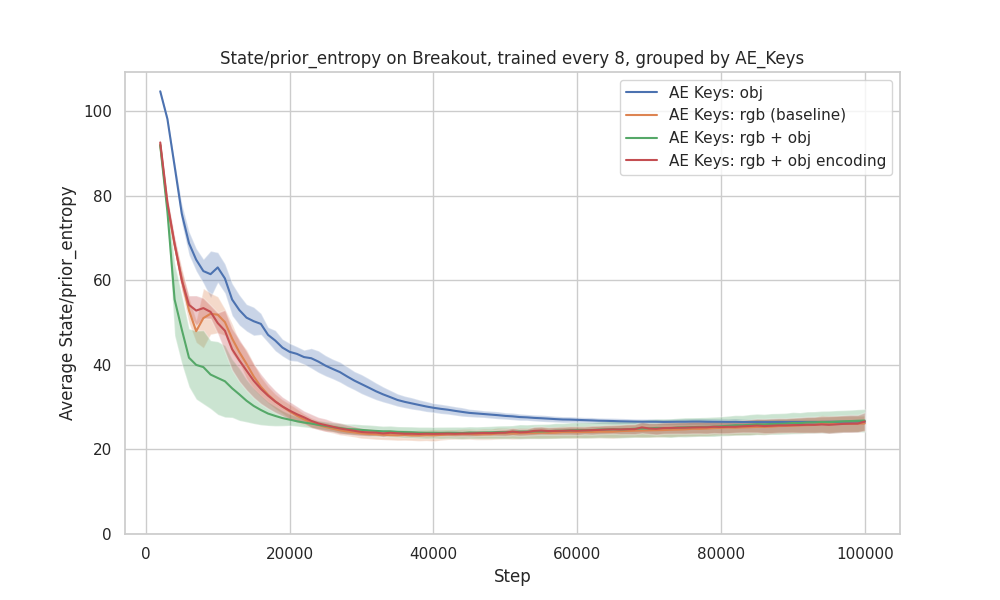 State/prior_entropy on Breakout, trained every 8, grouped by AE_Keys
AE Keys: obj
AE Keys: rgb (baseline)
AE Keys: rgb + obj
AE Keys: rgb + obj encoding
Average State/prior_entropy
100
80
60
40
20
0
0 20000 40000 60000 80000 100000
Step